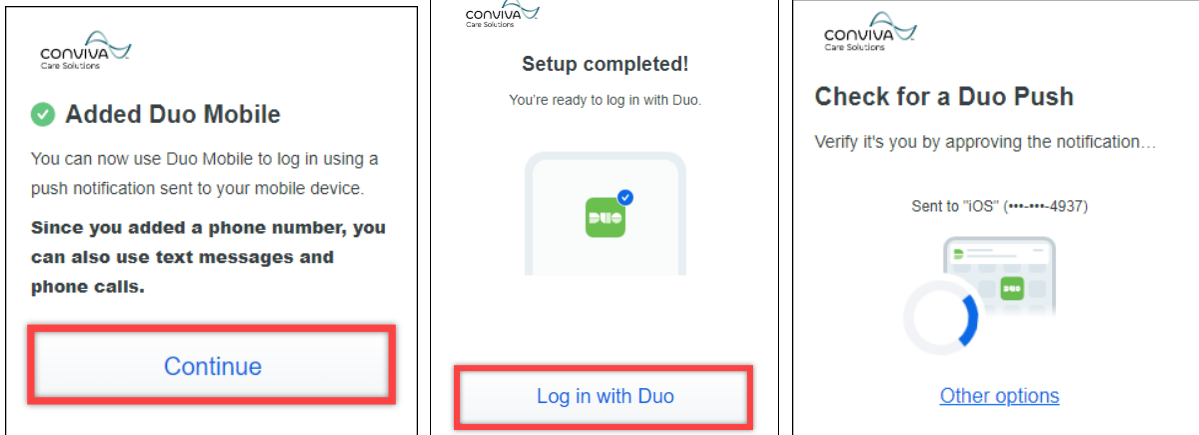 CONVIVA
Care Solutions
Added Duo Mobile
You can now use Duo Mobile to log in using a
push notification sent to your mobile device.
Since you added a phone number, you
can also use text messages and
phone calls.
Continue
CONVIVA
Care Solutions
Setup completed!
You're ready to log in with Duo.
DUO
Log in with Duo
CONVIVA
Care Solutions
Check for a Duo Push
Verify it's you by approving the notification...
Sent to "iOS" (•••-•••-4937)
DUO
Other options